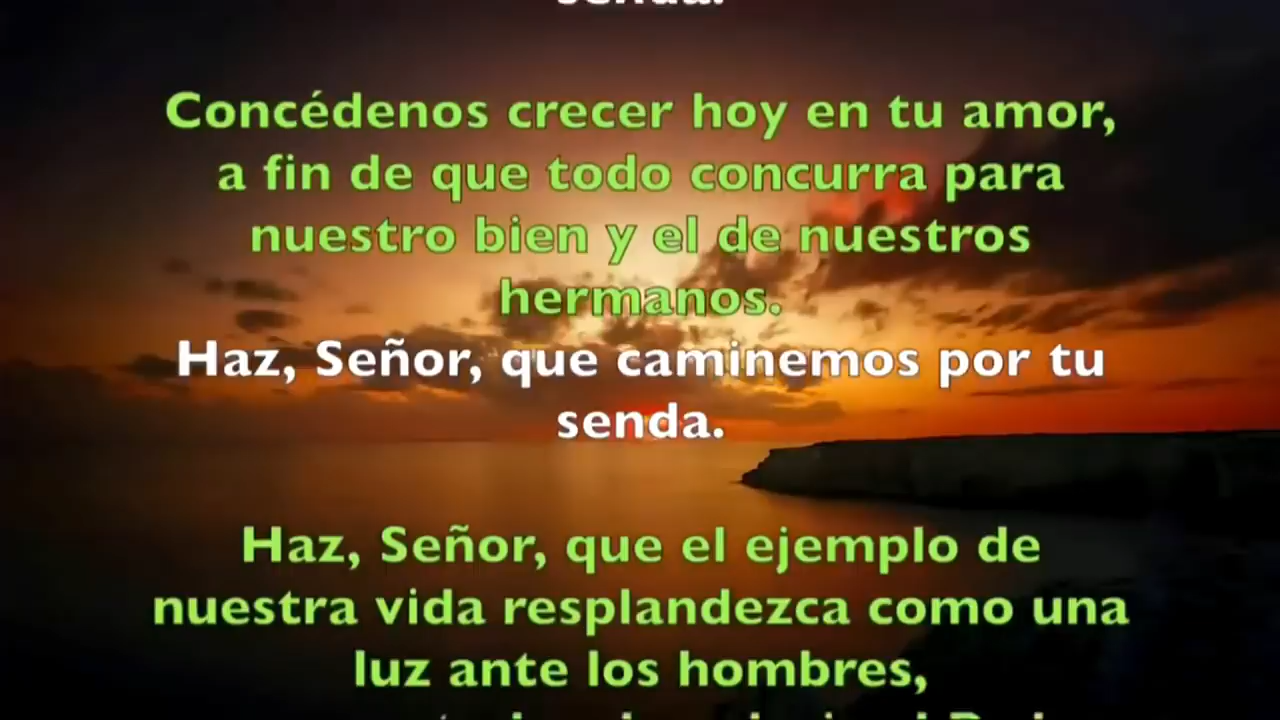 senda.
Concédenos crecer hoy en tu amor,
a fin de que todo concurra para
nuestro bien y el de nuestros
hermanos.
Haz, Señor, que caminemos por tu
senda.
Haz, Señor, que el ejemplo de
nuestra vida resplandezca como una
luz ante los hombres,